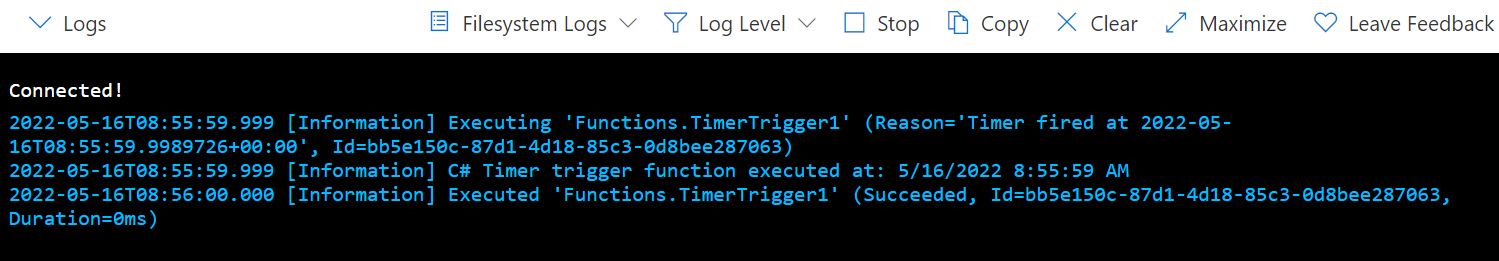 Logs Filesystem Logs Log Level Stop Copy Clear Maximize Leave Feedback
Connected!
2022-05-16T08:55:59.999 [Information] Executing 'Functions.TimerTrigger1' (Reason='Timer fired at 2022-05-
16T08:55:59.9989726+00:00', Id=bb5e150c-87d1-4d18-85c3-0d8bee287063)
2022-05-16T08:55:59.999 [Information] C# Timer trigger function executed at: 5/16/2022 8:55:59 AM
2022-05-16T08:56:00.000 [Information] Executed 'Functions.TimerTrigger1' (Succeeded, Id=bb5e150c-87d1-4d18-85c3-0d8bee287063,
Duration=0ms)